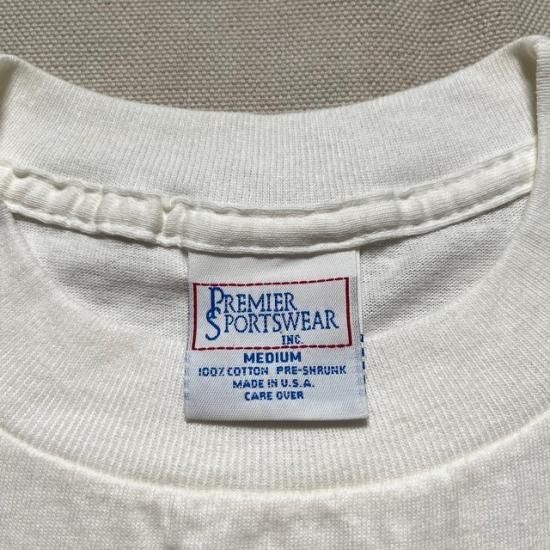 PREMIER
SPORTSWEAR
INC.
MEDIUM
100% COTTON PRE-SHRUNK
MADE IN U.S.A.
CARE OVER